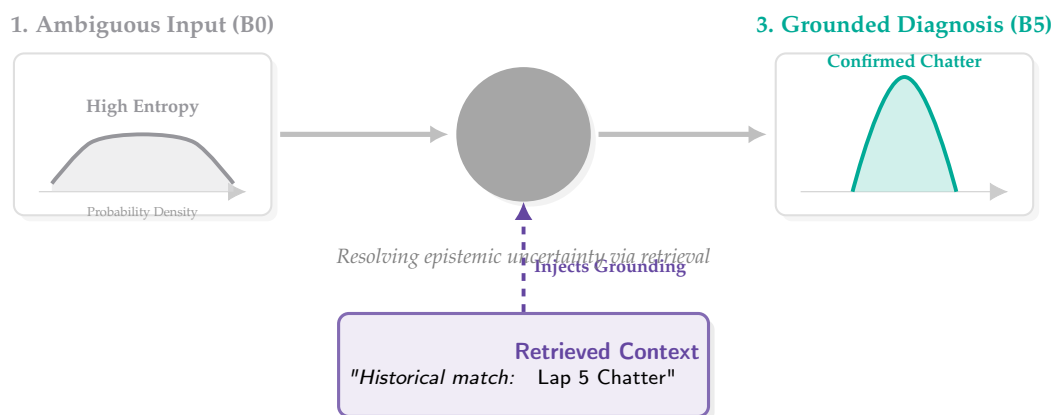 1. Ambiguous Input (B0)
3. Grounded Diagnosis (B5)
Confirmed Chatter
High Entropy
Probability Density
Resolving epistemic uncertainty via retrieval
Injects Grounding
Retrieved Context
"Historical match: Lap 5 Chatter"